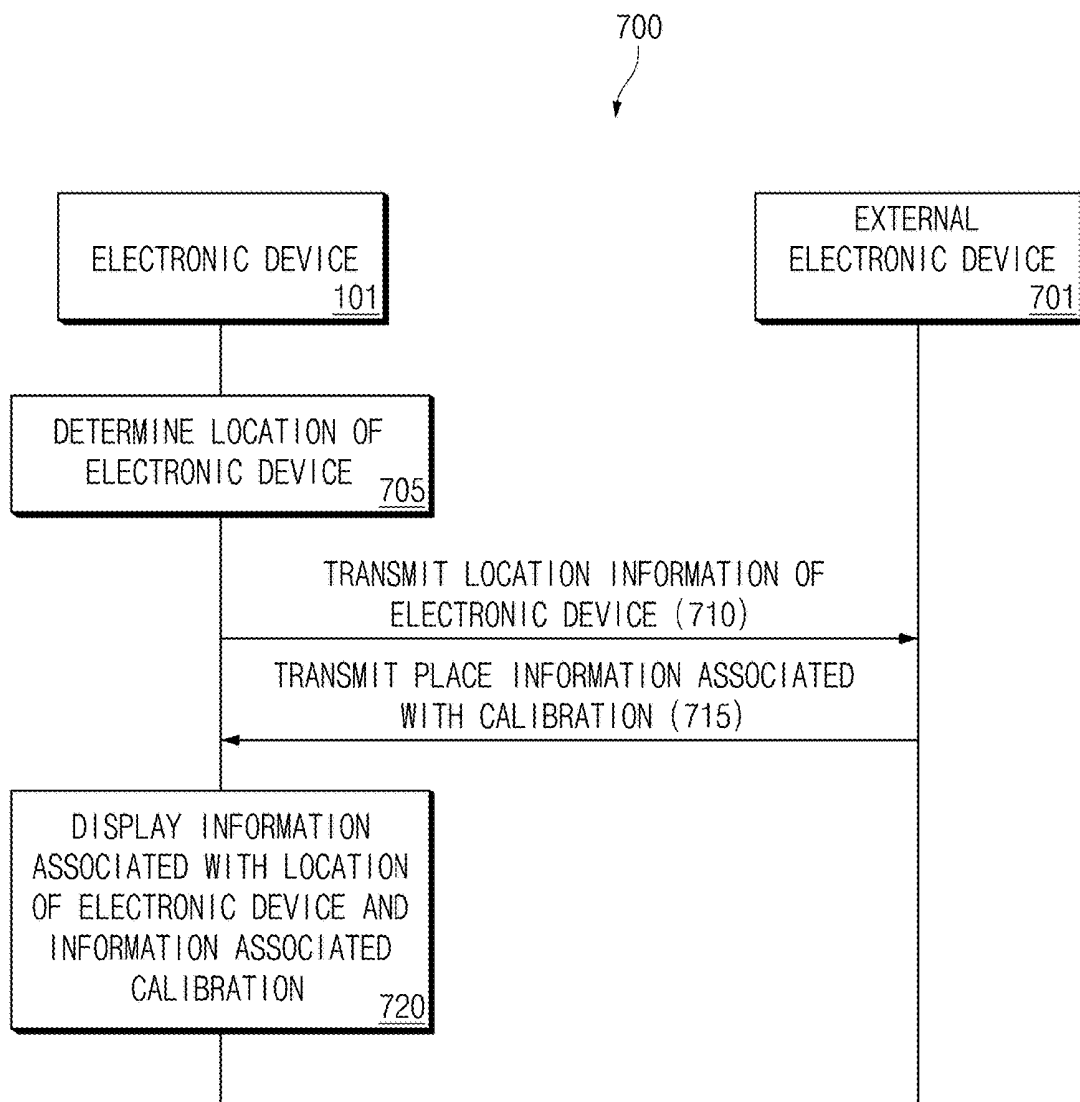 700
ELECTRONIC DEVICE
101
EXTERNAL
ELECTRONIC DEVICE
701
DETERMINE LOCATION OF
ELECTRONIC DEVICE
705
TRANSMIT LOCATION INFORMATION OF
ELECTRONIC DEVICE (710)
TRANSMIT PLACE INFORMATION ASSOCIATED
WITH CALIBRATION (715)
DISPLAY INFORMATION
ASSOCIATED WITH LOCATION
OF ELECTRONIC DEVICE AND
INFORMATION ASSOCIATED
CALIBRATION
720